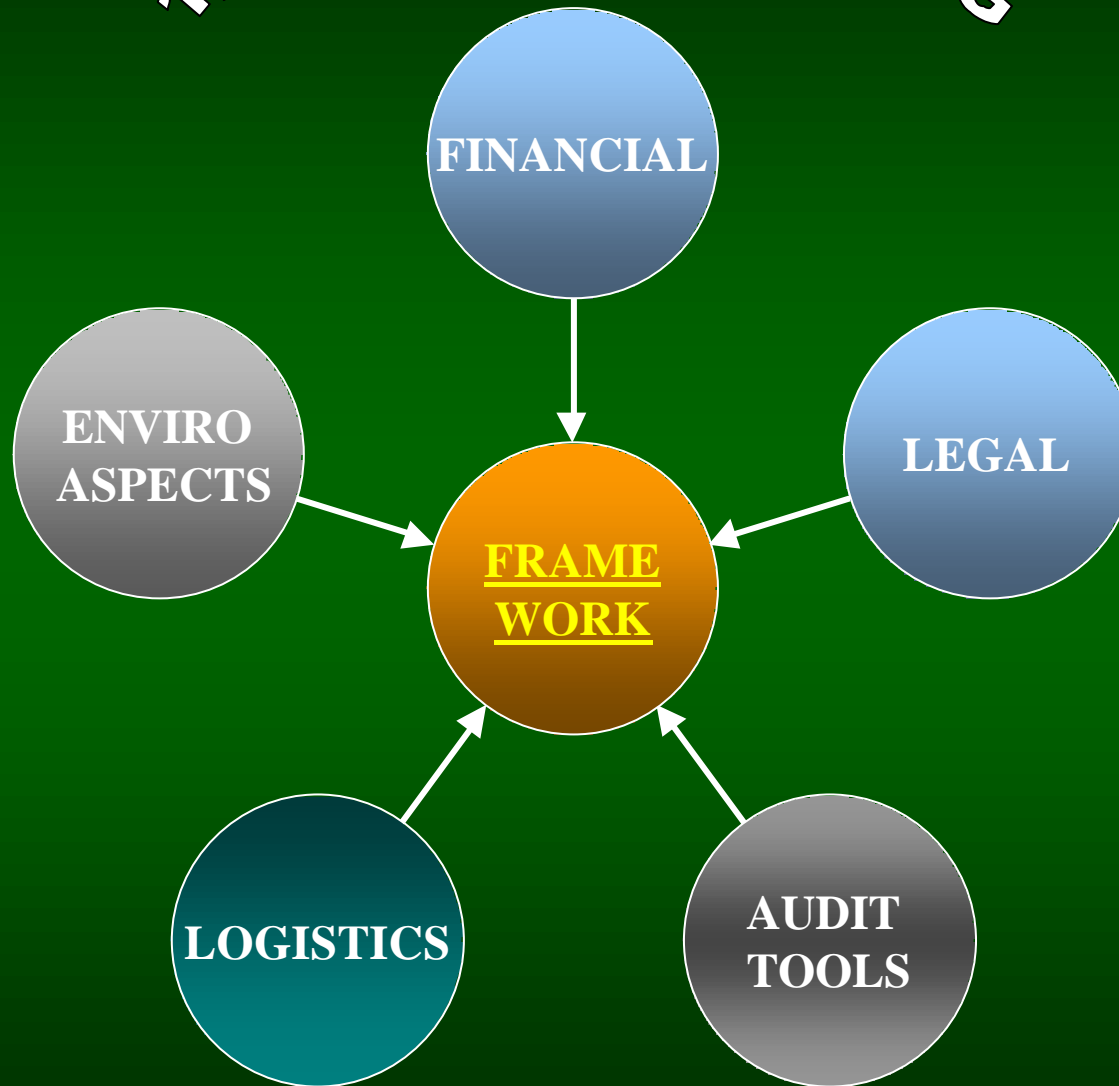 FINANCIAL
ENVIRO
ASPECTS
LEGAL
FRAME
WORK
LOGISTICS
AUDIT
TOOLS